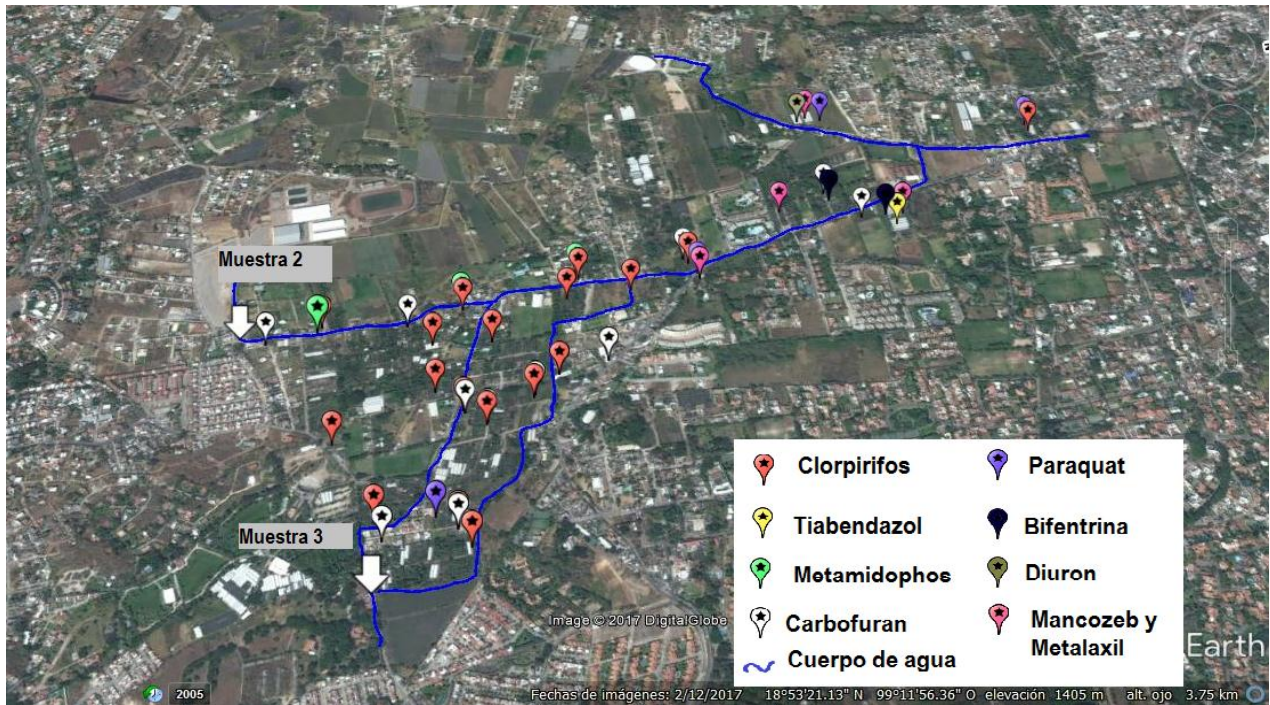 Muestra 2
Muestra 3
Clorpirifos
Tiabendazol
Metamidophos
Carbofuran
Cuerpo de agua
Paraquat
Bifentrina
Diuron
Mancozeb y
Metalaxil
Image © 2017 DigitalGlobe
Earth
2005
Fechas de imágenes: 2/12/2017 18°53'21.13" N 99°11'56.36" O elevación 1405 m alt. ojo 3.75 km